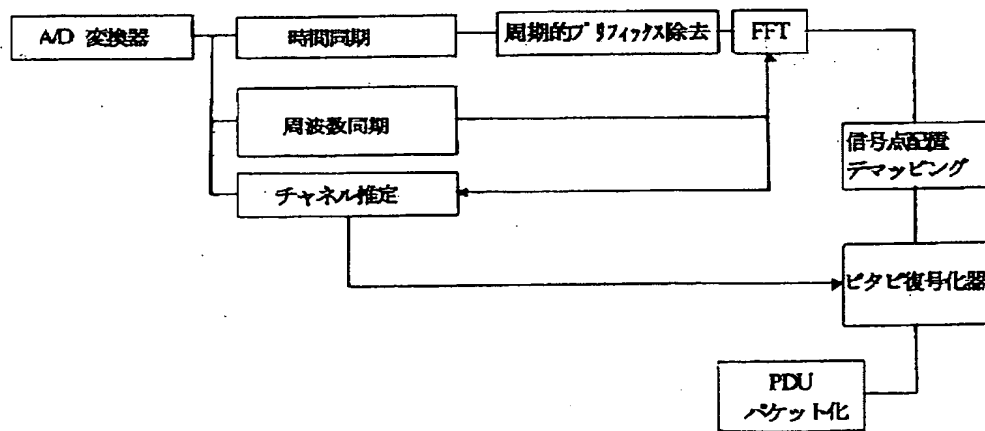 A/D 変換器
時間同期
周期的プリフィックス除去
FFT
周波数同期
信号点配置
デマッピング
チャネル推定
ビタビ復号化器
PDU
パケット化